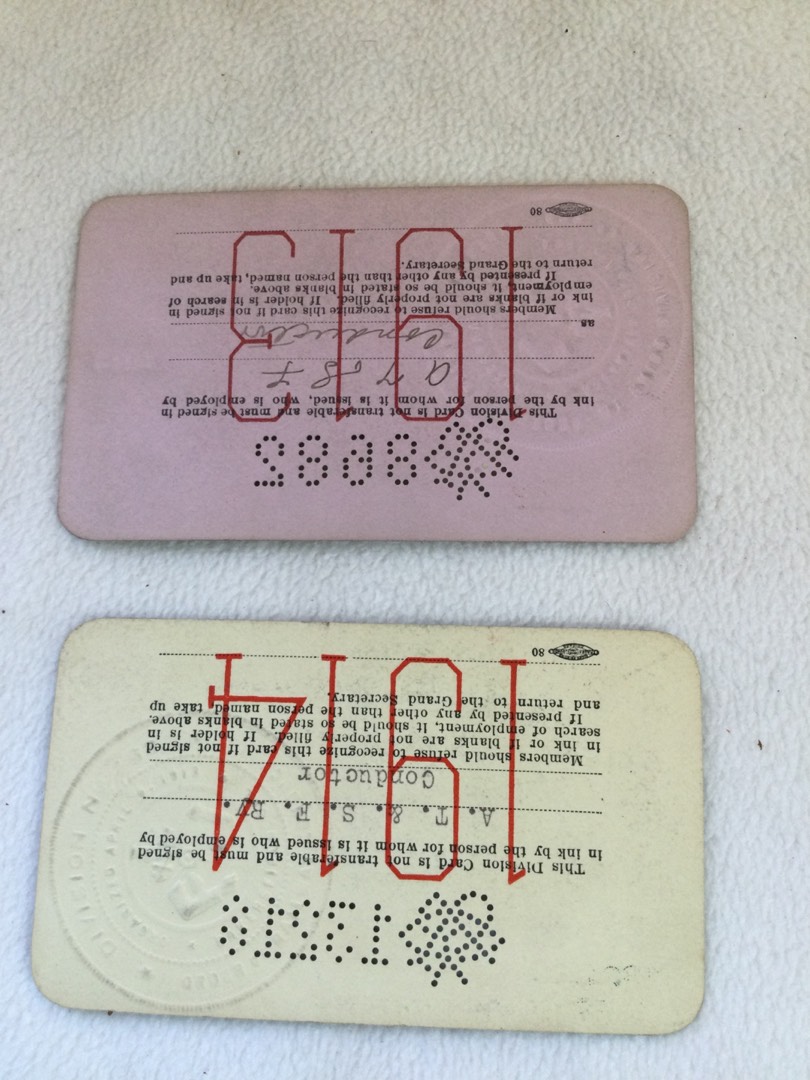 This Division Card is not transferable and must be signed in
ink by the person for whom it is issued, who is employed by
A T & S F
as Conductor
Members should refuse to recognize this card if not signed in
ink or if blanks are not properly filled. If holder is in search of
employment, it should be so stated in blanks above.
If presented by any other than the person named, take up and
return to the Grand Secretary.
1913
80
This Division Card is not transferable and must be signed
in ink by the person for whom it is issued who is employed by
A. T. & S. F. Ry.
Conductor
Members should refuse to recognize this card if not signed
in ink or if blanks are not properly filled. If holder is in
search of employment, it should be so stated in blanks above.
If presented by any other than the person named take up
and return to the Grand Secretary.
1914
80